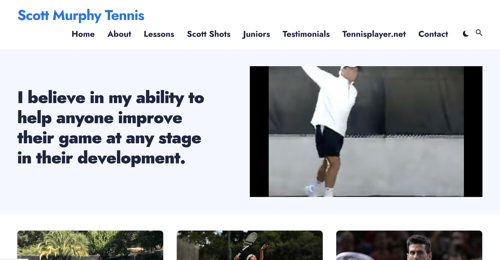 Scott Murphy Tennis
Home About Lessons Scott Shots Juniors Testimonials Tennisplayer.net Contact
I believe in my ability to
help anyone improve
their game at any stage
in their development.